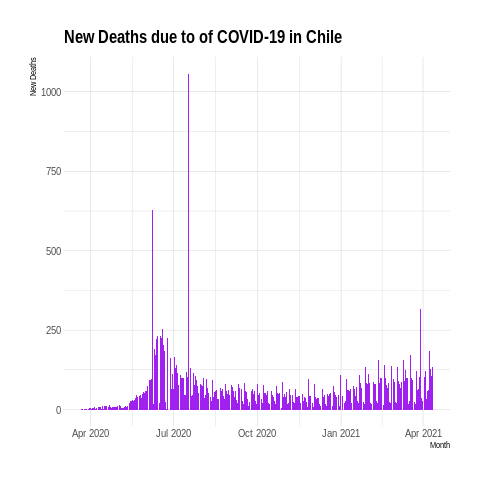 New Deaths due to of COVID-19 in Chile
New Deaths
1000
750
500
250
0
Apr 2020 Jul 2020 Oct 2020 Jan 2021 Apr 2021
Month